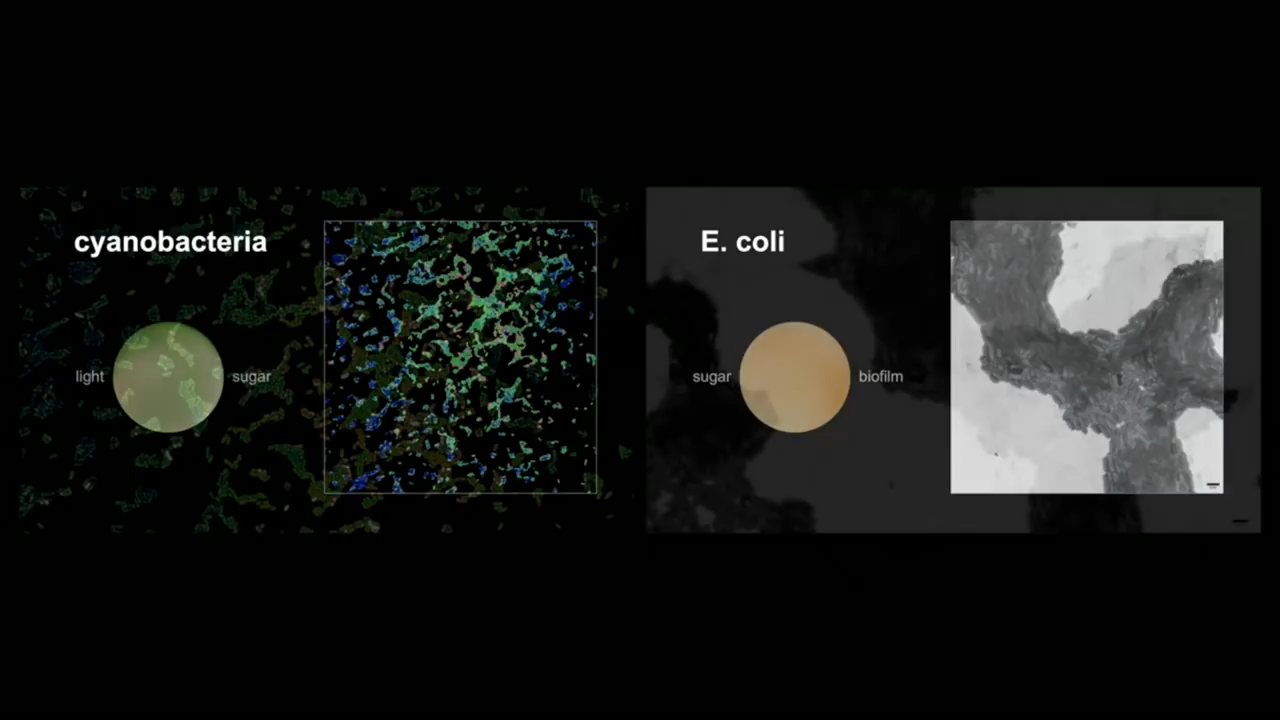 cyanobacteria
light
sugar
E. coli
sugar
biofilm